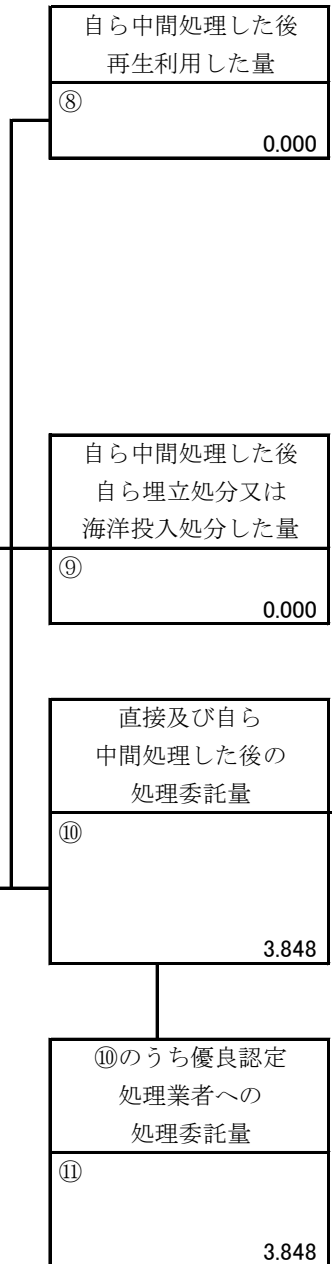 自ら中間処理した後
再生利用した量
⑧
0.000
自ら中間処理した後
自ら埋立処分又は
海洋投入処分した量
⑨
0.000
直接及び自ら
中間処理した後の
処理委託量
⑩
3.848
⑩のうち優良認定
処理業者への
処理委託量
⑪
3.848